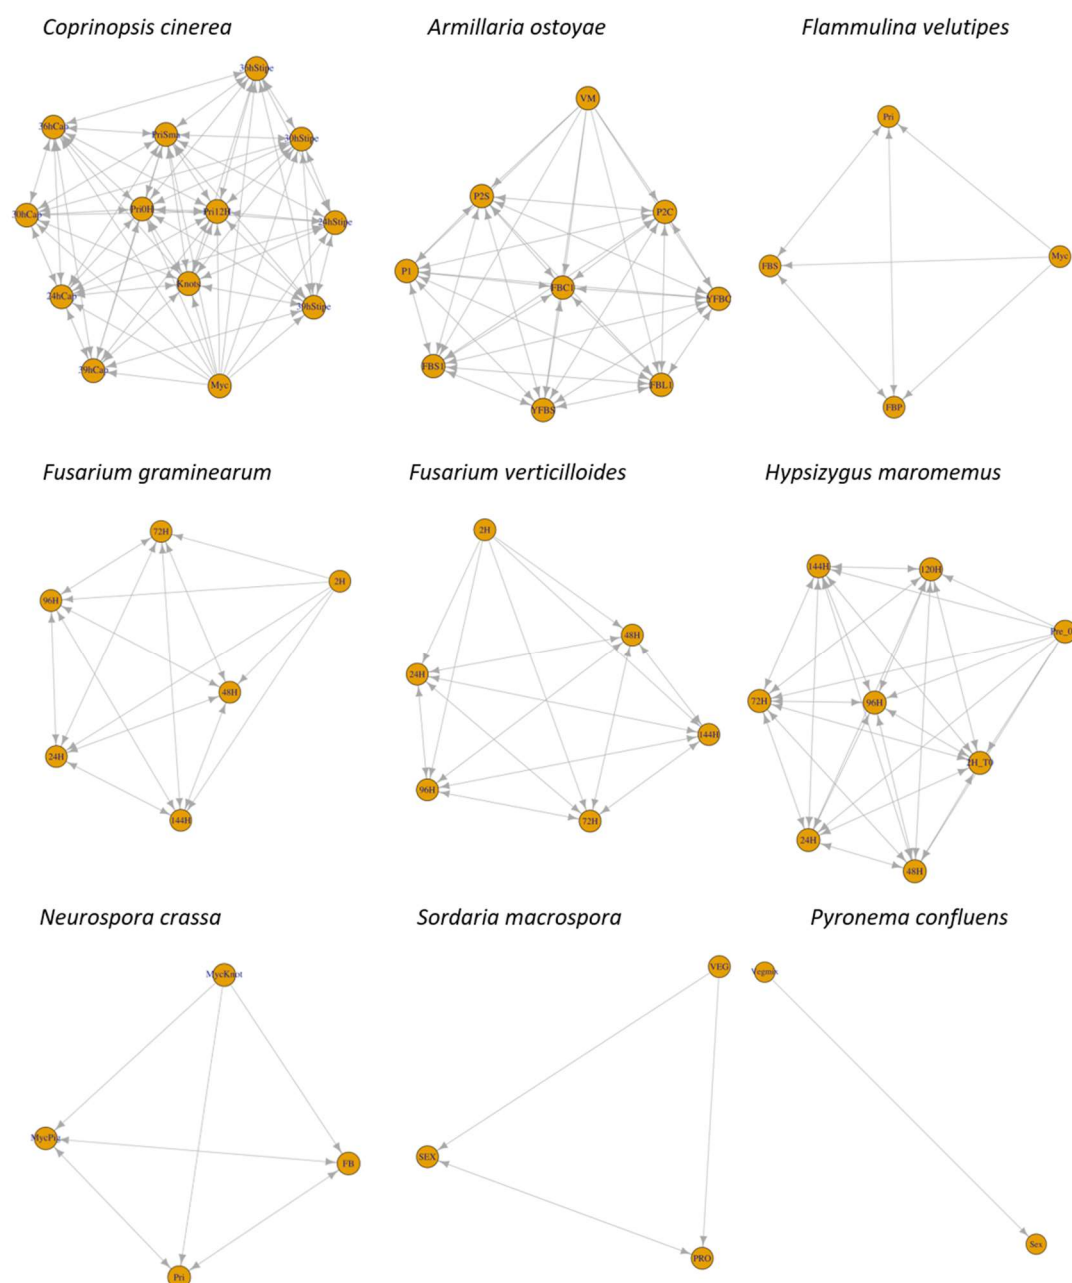 Coprinopsis cinerea
Armillaria ostoyae
Flammulina velutipes
36hStipe
36hCap
PriSma
30hStipe
30hCap
Pri0H
Pri12H
24hStipe
Knots
24hCap
39hStipe
39hCap
Myc
VM
P2S
P2C
P1
FBC1
YFBC
FBS1
FBL1
YFBS
Pri
Myc
FBS
FBP
Fusarium graminearum
Fusarium verticilloides
Hypsizygus maromemus
72H
2H
96H
48H
24H
144H
2H
48H
24H
144H
96H
72H
144H
120H
Pre_0H
72H
96H
2H_T0
24H
48H
Neurospora crassa
Sordaria macrospora
Pyronema confluens
MycKnot
FB
Pri
VEG
SEX
PRO
Vegmix
Sex